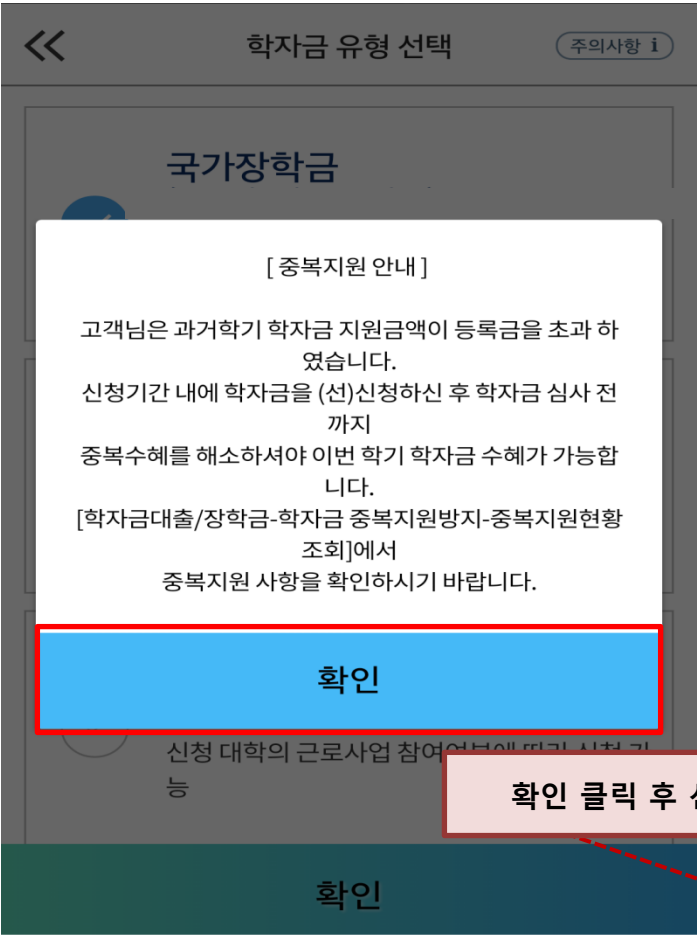 학자금 유형 선택
주의사항 i
국가장학금
[ 중복지원 안내 ]
고객님은 과거학기 학자금 지원금액이 등록금을 초과 하
였습니다.
신청기간 내에 학자금을 (선)신청하신 후 학자금 심사 전
까지
중복수혜를 해소하셔야 이번 학기 학자금 수혜가 가능합
니다.
[학자금대출/장학금-학자금 중복지원방지-중복지원현황
조회]에서
중복지원 사항을 확인하시기 바랍니다.
확인
신청 대학의 근로사업 참여여부에 따라 신청 가
능
확인 클릭 후
확인